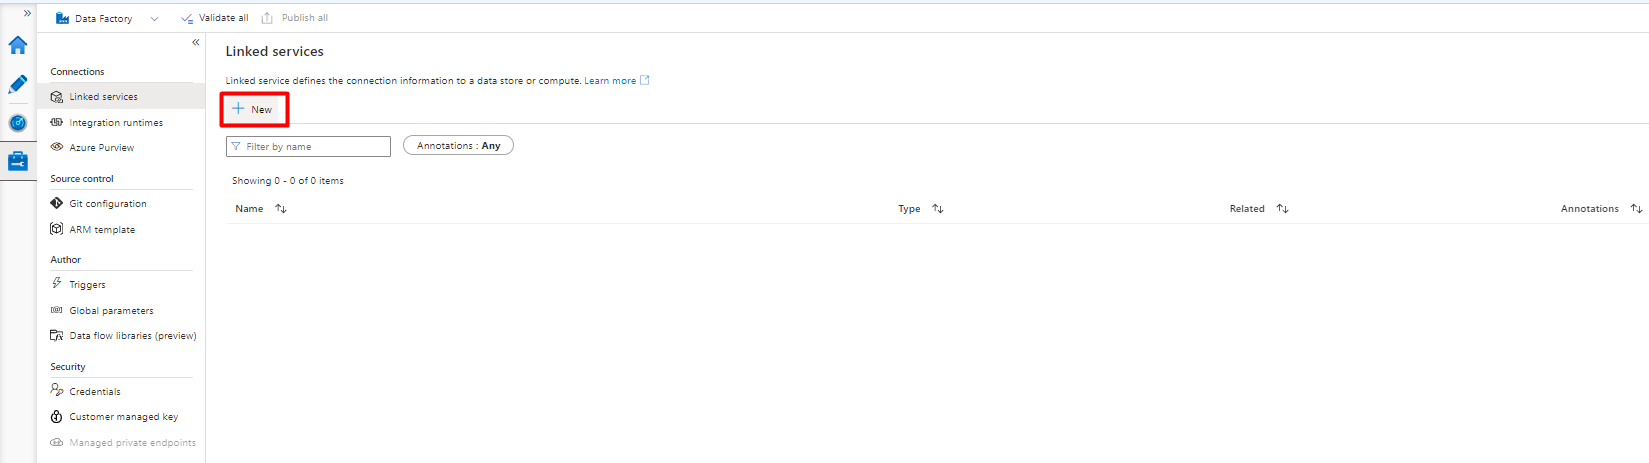 Data Factory
Validate all
Publish all
Connections
Linked services
Integration runtimes
Azure Purview
Source control
Git configuration
ARM template
Author
Triggers
Global parameters
Data flow libraries (preview)
Security
Credentials
Customer managed key
Managed private endpoints
Linked services
Linked service defines the connection information to a data store or compute. Learn more
New
Filter by name
Annotations : Any
Showing 0 - 0 of 0 items
Name Type Related Annotations